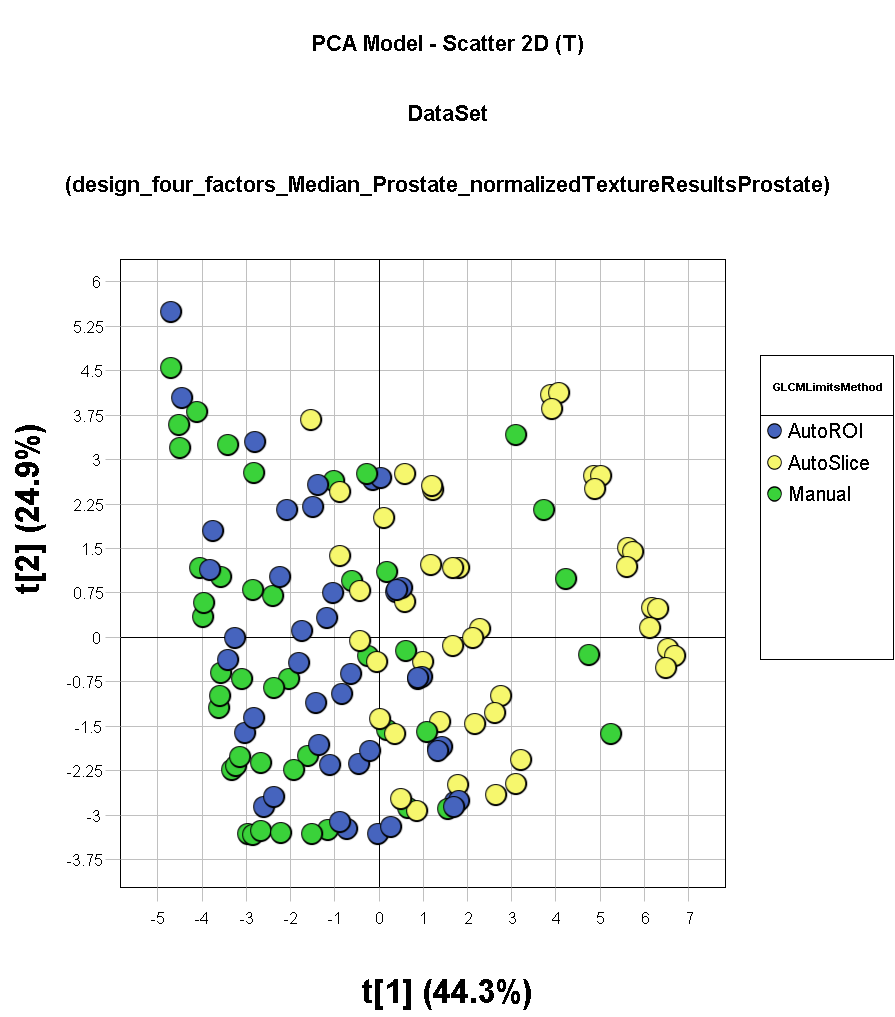 PCA Model - Scatter 2D (T)
DataSet
(design_four_factors_Median_Prostate_normalizedTextureResultsProstate)
t[2] (24.9%)
6
5.25
4.5
3.75
3
2.25
1.5
0.75
0
-0.75
-1.5
-2.25
-3
-3.75
-5 -4 -3 -2 -1 0 1 2 3 4 5 6 7
t[1] (44.3%)
GLCMLimitsMethod
AutoROI
AutoSlice
Manual